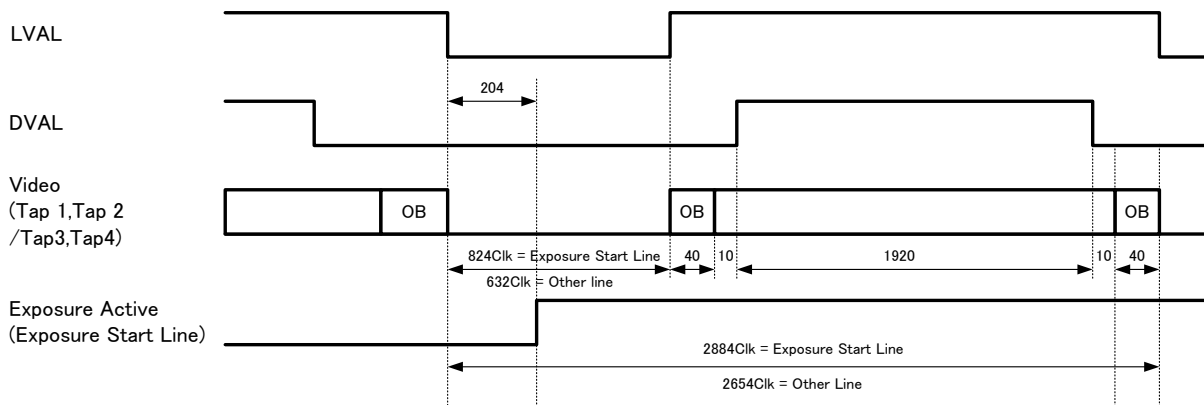 LVAL
204
DVAL
Video
(Tap 1,Tap 2
/Tap3,Tap4)
OB
OB
OB
824Clk = Exposure Start Line
40
10
1920
10
40
632Clk = Other line
Exposure Active
(Exposure Start Line)
2884Clk = Exposure Start Line
2654Clk = Other Line